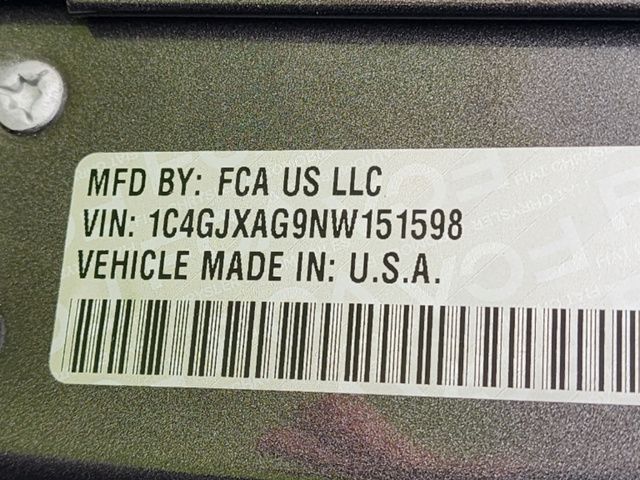 MFD BY: FCA US LLC
VIN: 1C4GJXAG9NW151598
VEHICLE MADE IN: U.S.A.